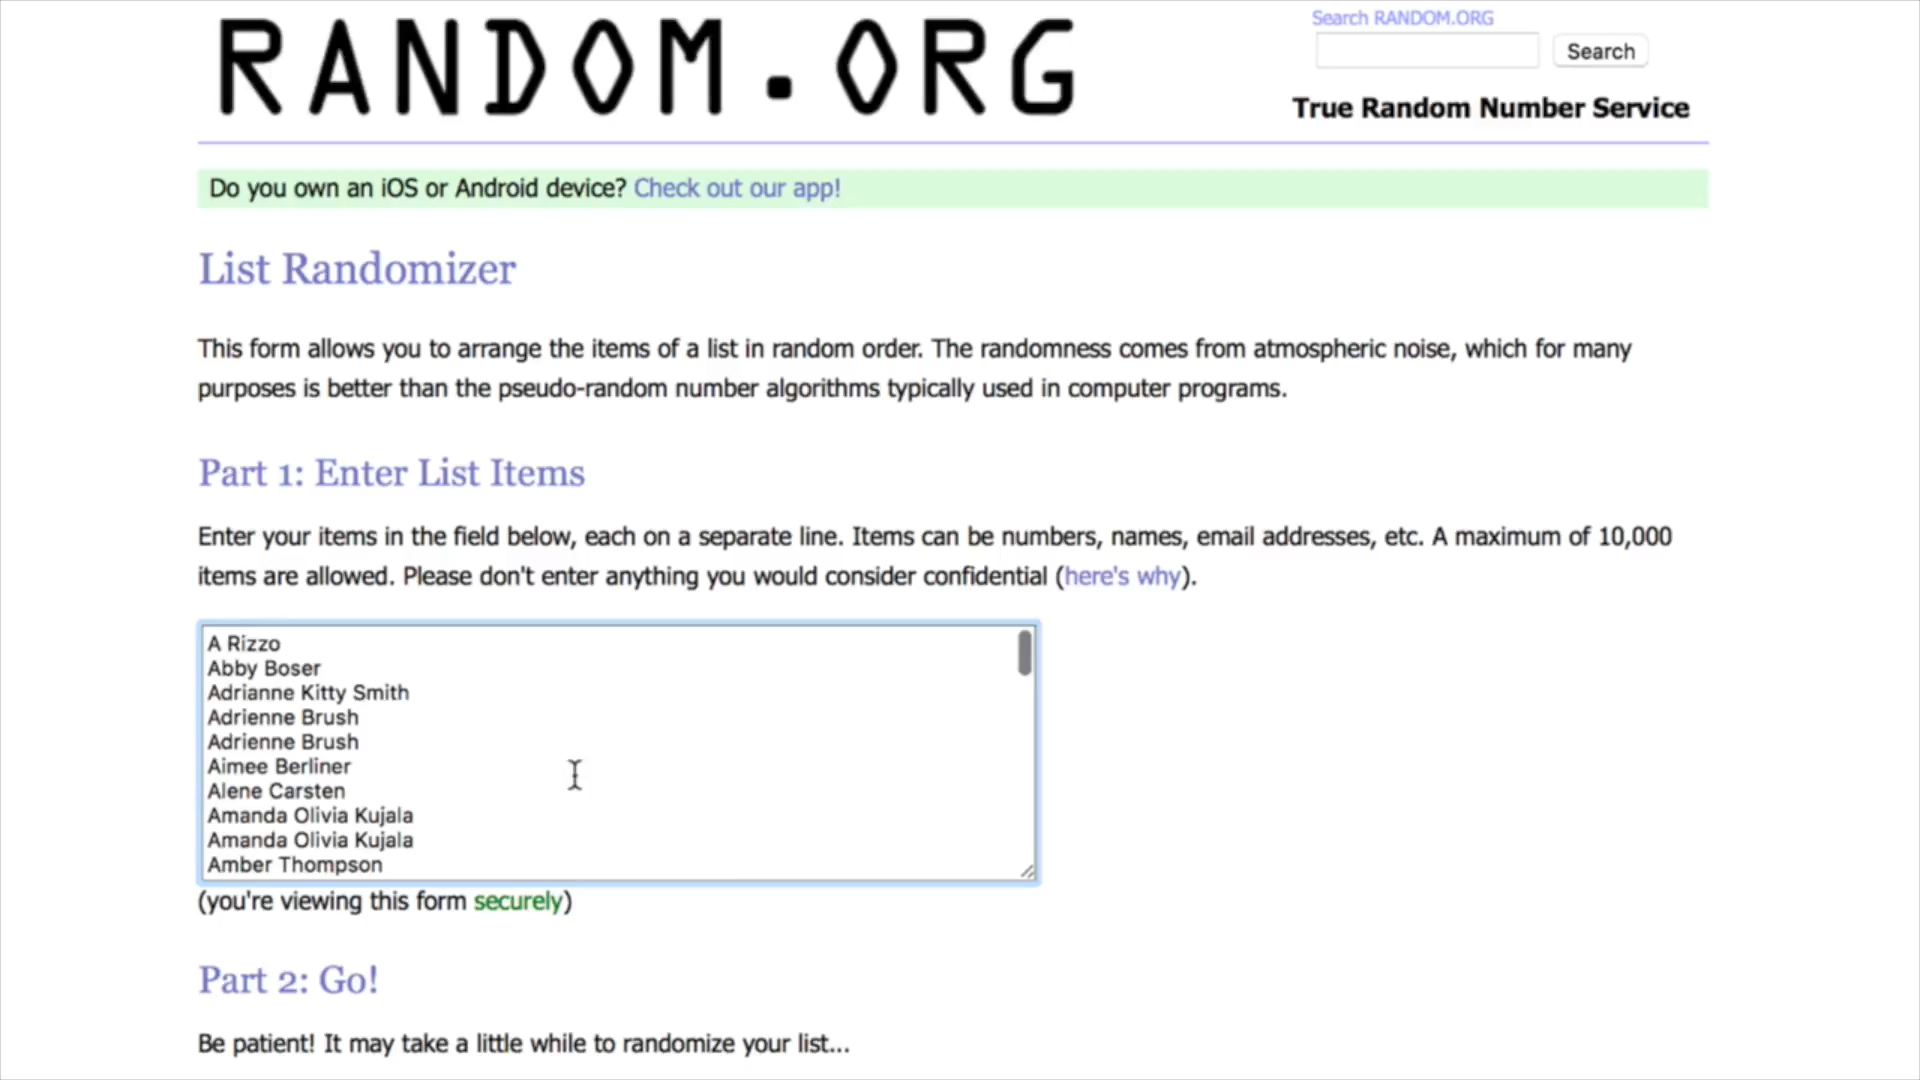 RANDOM.ORG
Search RANDOM.ORG
Search
True Random Number Service
Do you own an iOS or Android device? Check out our app!
List Randomizer
This form allows you to arrange the items of a list in random order. The randomness comes from atmospheric noise, which for many
purposes is better than the pseudo-random number algorithms typically used in computer programs.
Part 1: Enter List Items
Enter your items in the field below, each on a separate line. Items can be numbers, names, email addresses, etc. A maximum of 10,000
items are allowed. Please don't enter anything you would consider confidential (here's why).
A Rizzo
Abby Boser
Adrianne Kitty Smith
Adrienne Brush
Adrienne Brush
Aimee Berliner
Alene Carsten
Amanda Olivia Kujala
Amanda Olivia Kujala
Amber Thompson
(you're viewing this form securely)
Part 2: Go!
Be patient! It may take a little while to randomize your list...